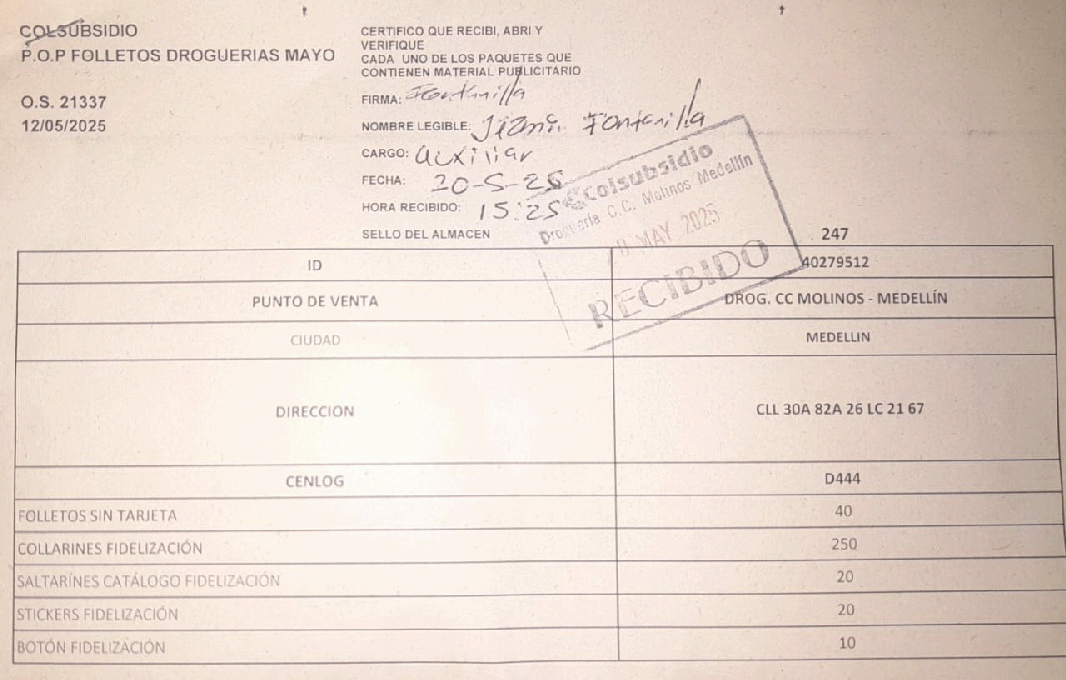 COLSUBSIDIO
P.O.P FOLLETOS DROGUERIAS MAYO
O.S. 21337
12/05/2025
CERTIFICO QUE RECIBI, ABRI Y
VERIFIQUE
CADA UNO DE LOS PAQUETES QUE
CONTIENEN MATERIAL PUBLICITARIO
FIRMA: Fontanilla
NOMBRE LEGIBLE: Fontanilla
CARGO: auxiliar
FECHA: 20-5-25
HORA RECIBIDO: 15:25
SELLO DEL ALMACEN
Colsubsidio
Droguería C.C. Molinos Medellín
MAY 2025
RECIBIDO
247
ID 40279512
PUNTO DE VENTA DROG. CC MOLINOS - MEDELLÍN
CIUDAD MEDELLIN
DIRECCION CLL 30A 82A 26 LC 21 67
CENLOG D444
FOLLETOS SIN TARJETA 40
COLLARINES FIDELIZACIÓN 250
SALTARÍNES CATÁLOGO FIDELIZACIÓN 20
STICKERS FIDELIZACIÓN 20
BOTÓN FIDELIZACIÓN 10